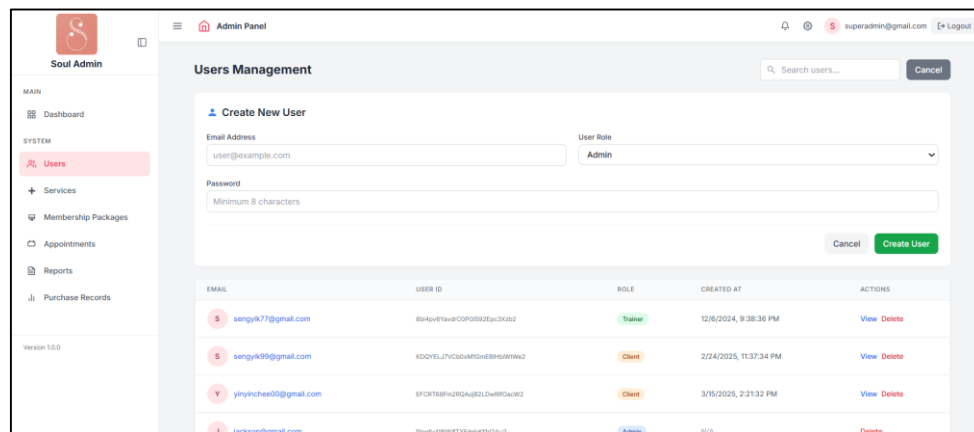 Admin Panel
superadmin@gmail.com
Logout
Soul Admin
MAIN
Dashboard
SYSTEM
Users
Services
Membership Packages
Appointments
Reports
Purchase Records
Version 1.0.0
Users Management
Search users...
Cancel
Create New User
Email Address
User Role
user@example.com
Admin
Password
Minimum 8 characters
Cancel
Create User
EMAIL USER ID ROLE CREATED AT ACTIONS
S sengyik77@gmail.com Trainer 12/6/2024, 9:38:36 PM View Delete
S sengyik99@gmail.com Client 2/24/2025, 11:37:34 PM View Delete
Y yinyinchee00@gmail.com Client 3/15/2025, 2:21:32 PM View Delete
jackson@gmail.com Admin N/A Delete